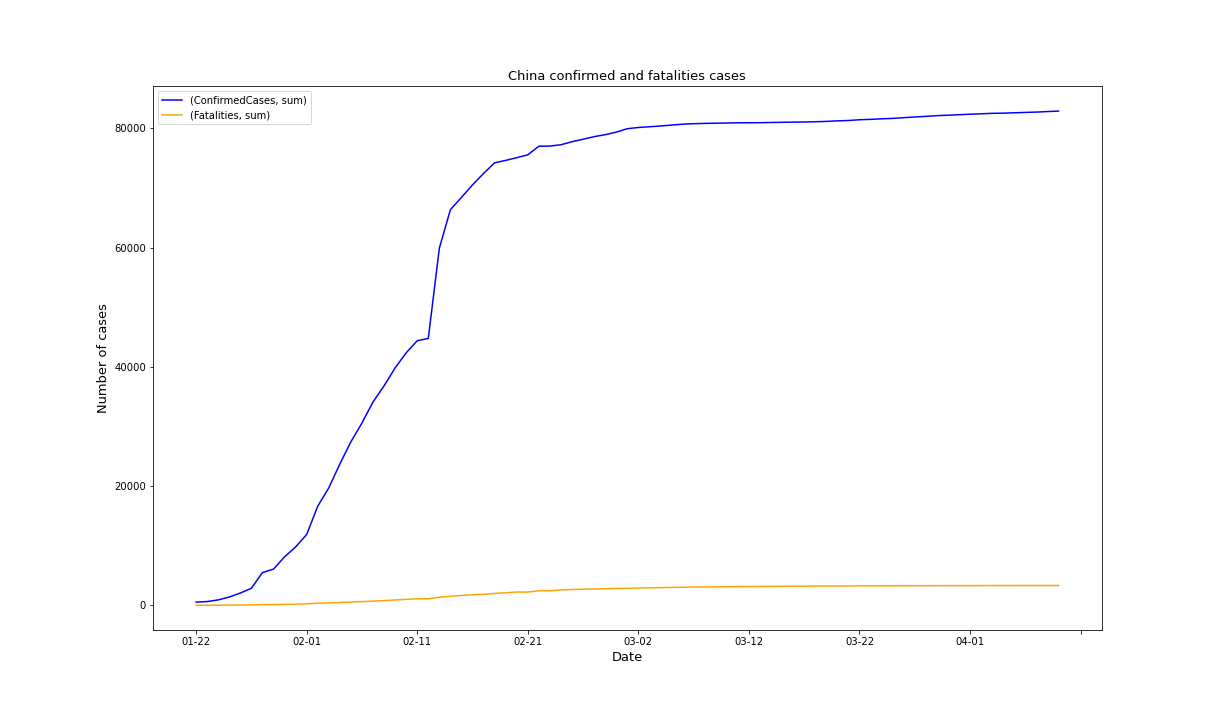 China confirmed and fatalities cases
(ConfirmedCases, sum)
(Fatalities, sum)
80000
60000
40000
20000
0
Number of cases
01-22 02-01 02-11 02-21 03-02 03-12 03-22 04-01
Date